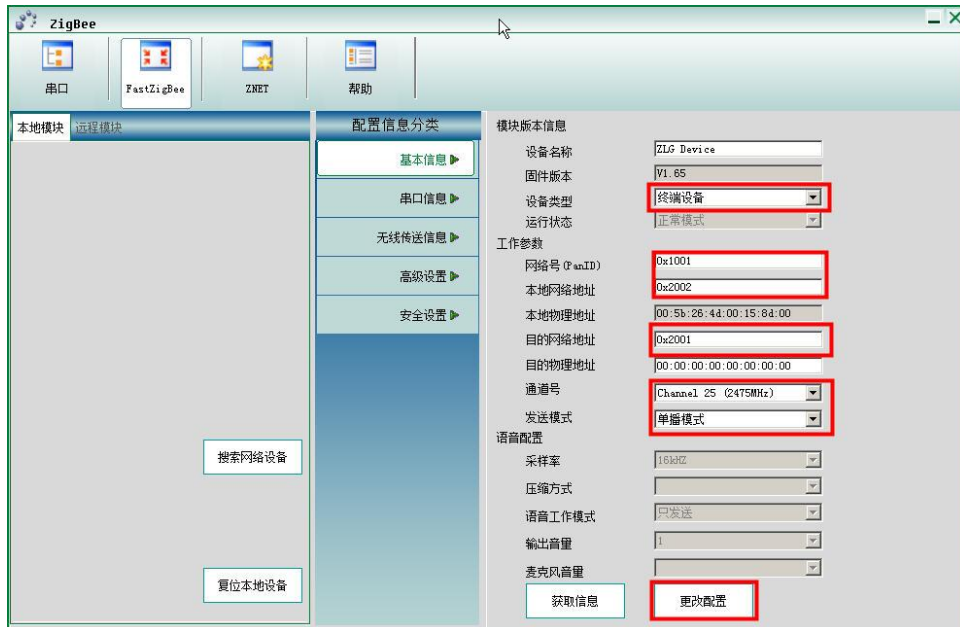 ZigBee
串口
FastZigBee
ZNET
帮助
本地模块 远程模块
搜索网络设备
复位本地设备
配置信息分类
基本信息
串口信息
无线传送信息
高级设置
安全设置
模块版本信息
设备名称 ZLG Device
固件版本 V1.65
设备类型 终端设备
运行状态 正常模式
工作参数
网络号(PanID) 0x1001
本地网络地址 0x2002
本地物理地址 00:5b:26:4d:00:15:8d:00
目的网络地址 0x2001
目的物理地址 00:00:00:00:00:00:00:00
通道号 Channel 25 (2475MHz)
发送模式 单播模式
语音配置
采样率 16kHZ
压缩方式
语音工作模式 只发送
输出音量 1
麦克风音量
获取信息 更改配置